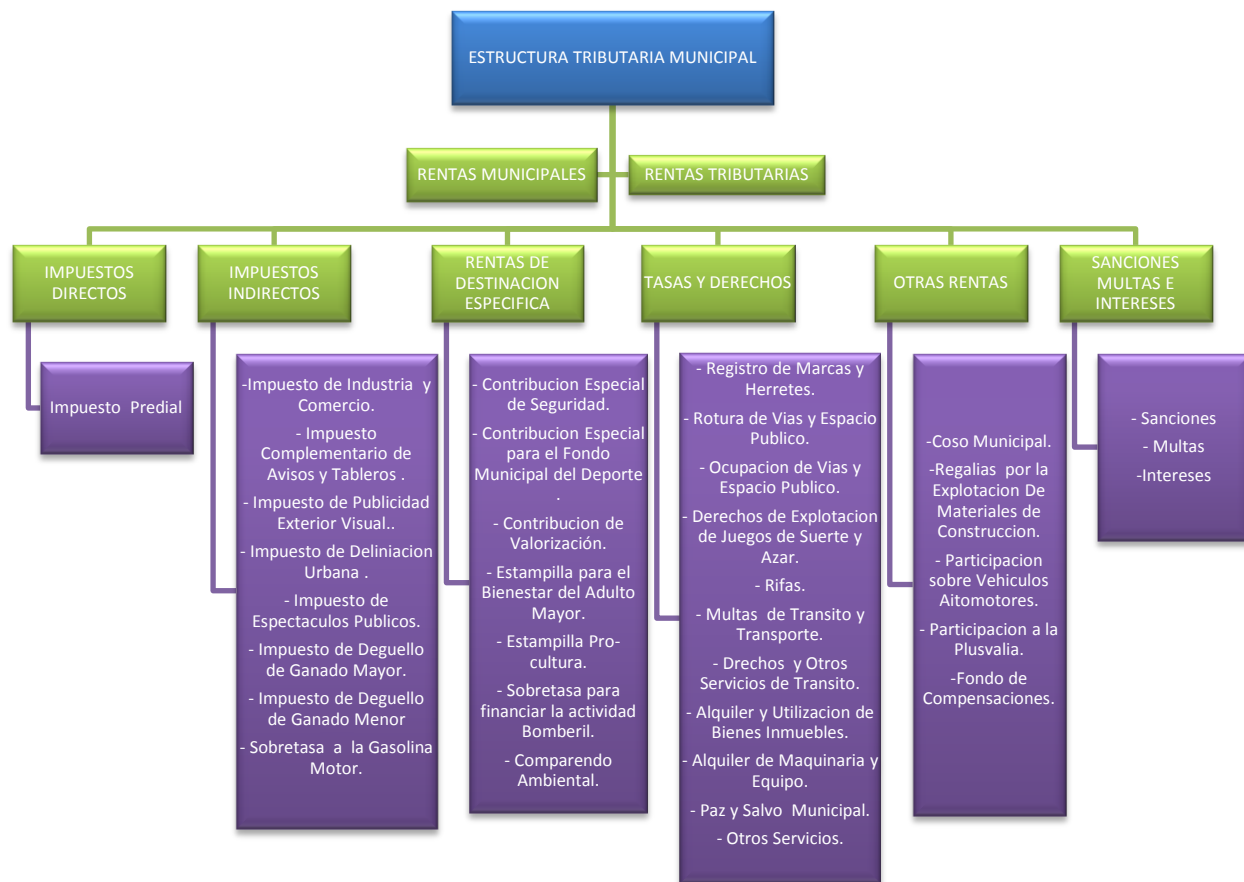 ESTRUCTURA TRIBUTARIA MUNICIPAL
RENTAS MUNICIPALES
RENTAS TRIBUTARIAS
IMPUESTOS
DIRECTOS
Impuesto Predial
IMPUESTOS
INDIRECTOS
-Impuesto de Industria y
Comercio.
- Impuesto
Complementario de
Avisos y Tableros .
- Impuesto de Publicidad
Exterior Visual..
- Impuesto de Deliniacion
Urbana .
- Impuesto de
Espectaculos Publicos.
- Impuesto de Deguello
de Ganado Mayor.
- Impuesto de Deguello
de Ganado Menor
- Sobretasa a la Gasolina
Motor.
RENTAS DE
DESTINACION
ESPECIFICA
- Contribucion Especial
de Seguridad.
- Contribucion Especial
para el Fondo
Municipal del Deporte
.
- Contribucion de
Valorización.
- Estampilla para el
Bienestar del Adulto
Mayor.
- Estampilla Pro-
cultura.
- Sobretasa para
financiar la actividad
Bomberil.
- Comparendo
Ambiental.
TASAS Y DERECHOS
- Registro de Marcas y
Herretes.
- Rotura de Vias y Espacio
Publico.
- Ocupacion de Vias y
Espacio Publico.
- Derechos de Explotacion
de Juegos de Suerte y
Azar.
- Rifas.
- Multas de Transito y
Transporte.
- Drechos y Otros
Servicios de Transito.
- Alquiler y Utilizacion de
Bienes Inmuebles.
- Alquiler de Maquinaria y
Equipo.
- Paz y Salvo Municipal.
- Otros Servicios.
OTRAS RENTAS
-Coso Municipal.
-Regalias por la
Explotacion De
Materiales de
Construccion.
- Participacion
sobre Vehiculos
Aitomotores.
- Participacion a la
Plusvalia.
-Fondo de
Compensaciones.
SANCIONES
MULTAS E
INTERESES
- Sanciones
- Multas
-Intereses